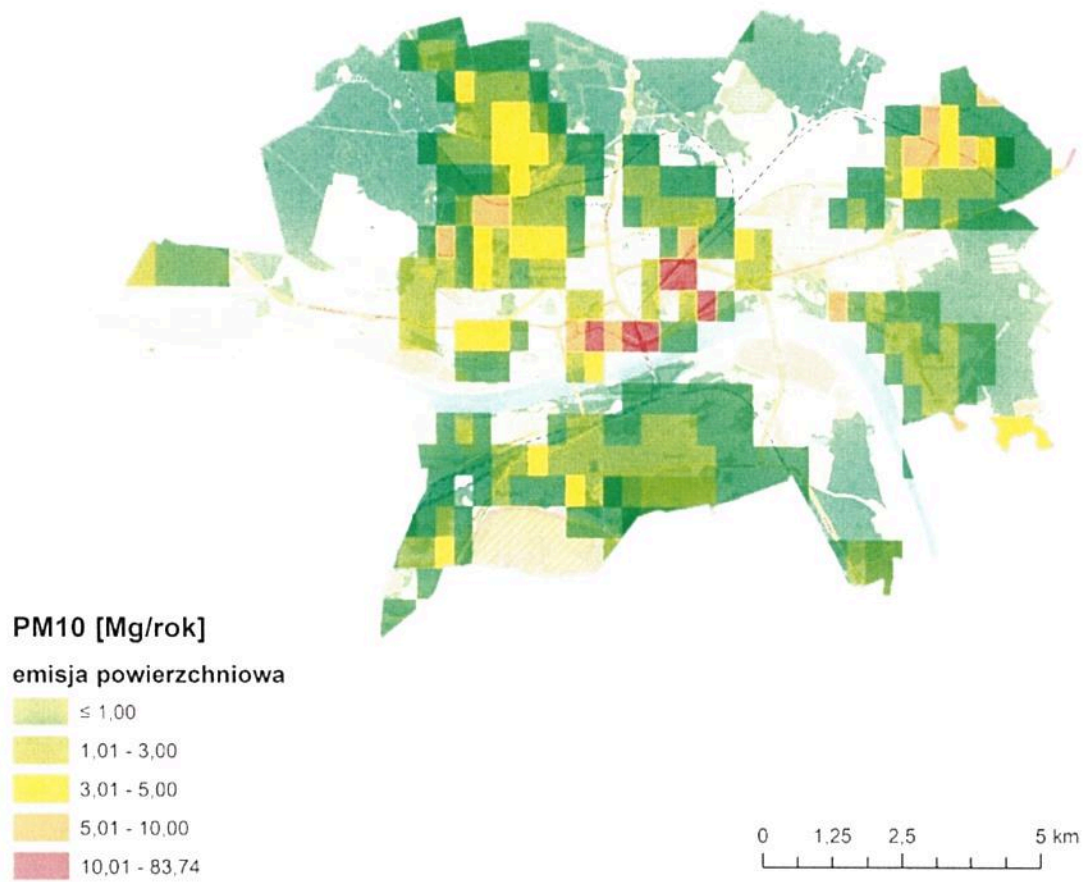 PM10 [Mg/rok]
emisja powierzchniowa
≤ 1,00
1,01 - 3,00
3,01 - 5,00
5,01 - 10,00
10,01 - 83,74
0 1,25 2,5 5 km